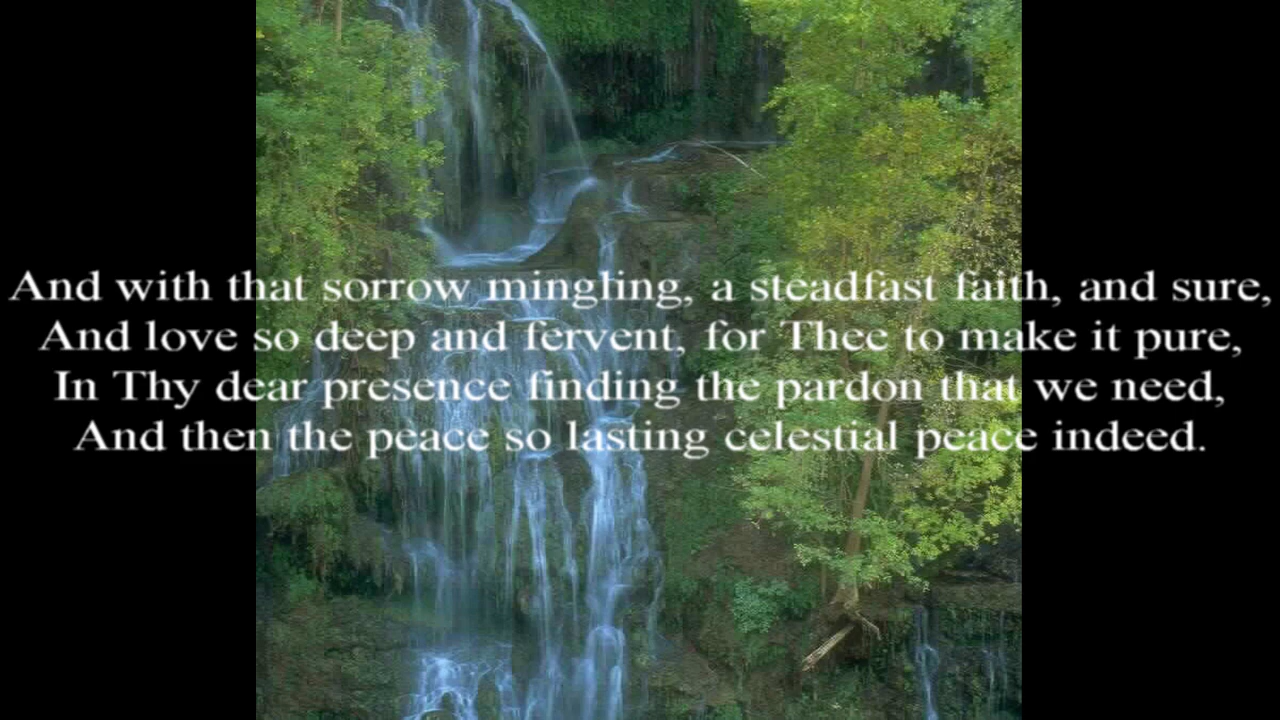 And with that sorrow mingling, a steadfast faith, and sure,
And love so deep and fervent, for Thee to make it pure,
In Thy dear presence finding the pardon that we need,
And then the peace so lasting celestial peace indeed.